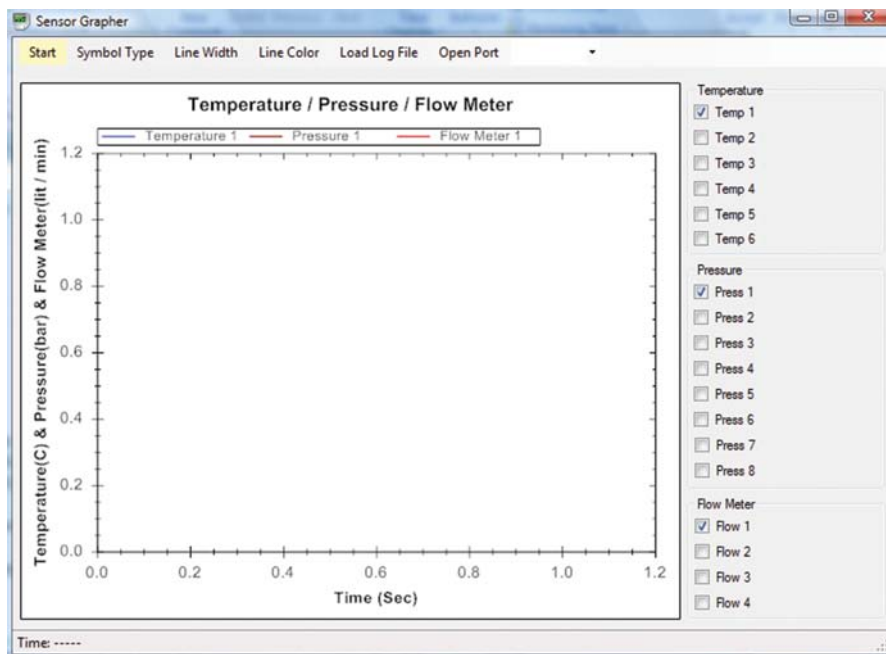 Sensor Grapher
Start Symbol Type Line Width Line Color Load Log File Open Port
Temperature / Pressure / Flow Meter
Temperature 1 Pressure 1 Flow Meter 1
Temperature(C) & Pressure(bar) & Flow Meter(lit / min)
1.2
1.0
0.8
0.6
0.4
0.2
0.0
0.0 0.2 0.4 0.6 0.8 1.0 1.2
Time (Sec)
Temperature
Temp 1
Temp 2
Temp 3
Temp 4
Temp 5
Temp 6
Pressure
Press 1
Press 2
Press 3
Press 4
Press 5
Press 6
Press 7
Press 8
Flow Meter
Flow 1
Flow 2
Flow 3
Flow 4
Time: -----